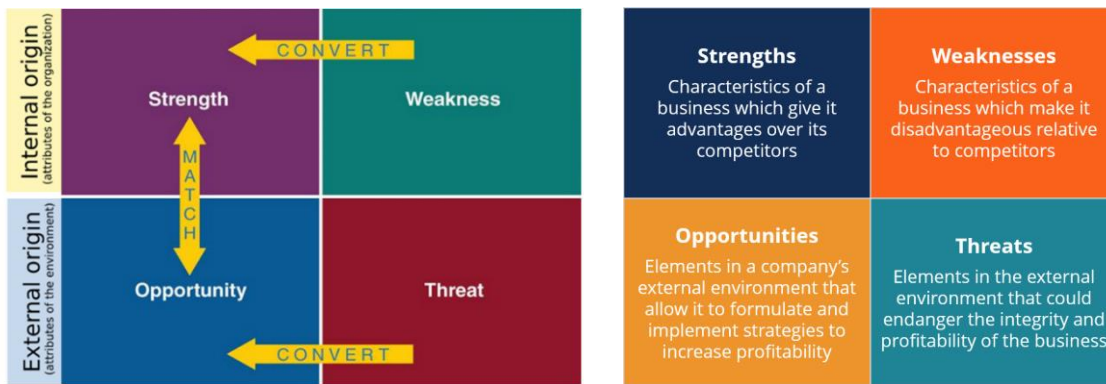 Internal origin
(attributes of the organization)
CONVERT
Strength
Weakness
MATCH
External origin
(attributes of the environment)
Opportunity
Threat
CONVERT
Strengths
Characteristics of a
business which give it
advantages over its
competitors
Weaknesses
Characteristics of a
business which make it
disadvantageous relative
to competitors
Opportunities
Elements in a company's
external environment that
allow it to formulate and
implement strategies to
increase profitability
Threats
Elements in the external
environment that could
endanger the integrity and
profitability of the business